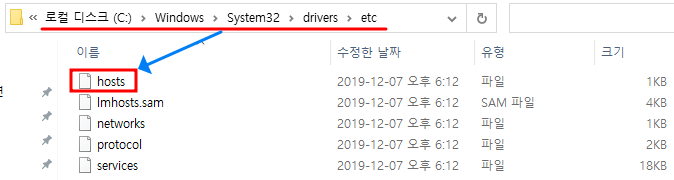 « 로컬 디스크 (C:) > Windows > System32 > drivers > etc
이름 수정한 날짜 유형 크기
hosts 2019-12-07 오후 6:12 파일 1KB
lmhosts.sam 2019-12-07 오후 6:12 SAM 파일 4KB
networks 2019-12-07 오후 6:12 파일 1KB
protocol 2019-12-07 오후 6:12 파일 2KB
services 2019-12-07 오후 6:12 파일 18KB